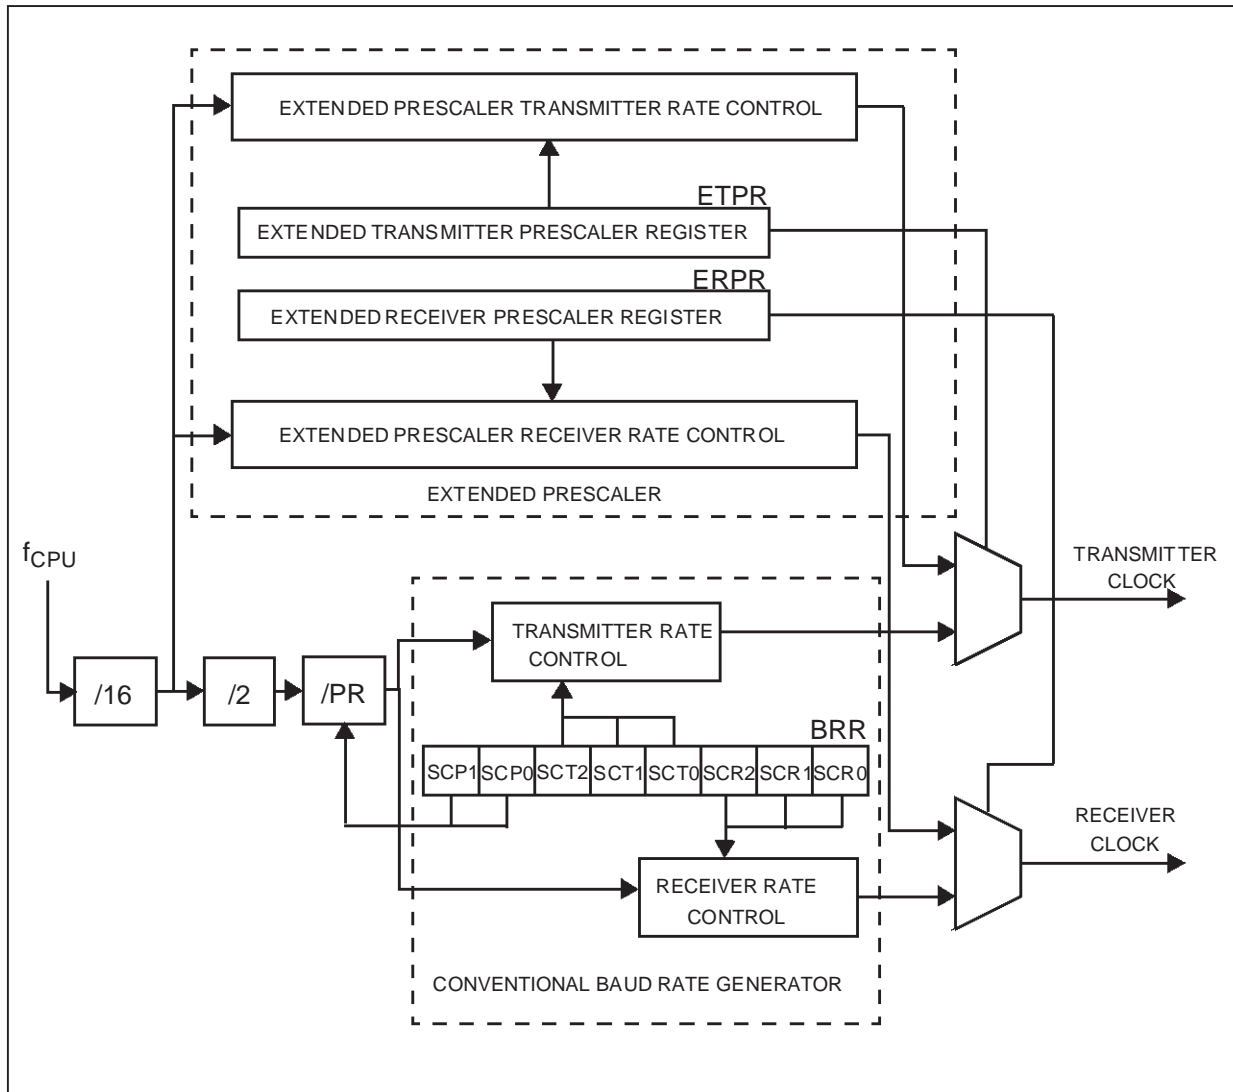 EXTENDED PRESCALER TRANSMITTER RATE CONTROL
ETPR
EXTENDED TRANSMITTER PRESCALER REGISTER
ERPR
EXTENDED RECEIVER PRESCALER REGISTER
EXTENDED PRESCALER RECEIVER RATE CONTROL
EXTENDED PRESCALER
fCPU
TRANSMITTER
CLOCK
TRANSMITTER RATE
CONTROL
/16
/2
/PR
BRR
SCP1 SCP0 SCT2 SCT1 SCT0 SCR2 SCR1 SCR0
RECEIVER
CLOCK
RECEIVER RATE
CONTROL
CONVENTIONAL BAUD RATE GENERATOR